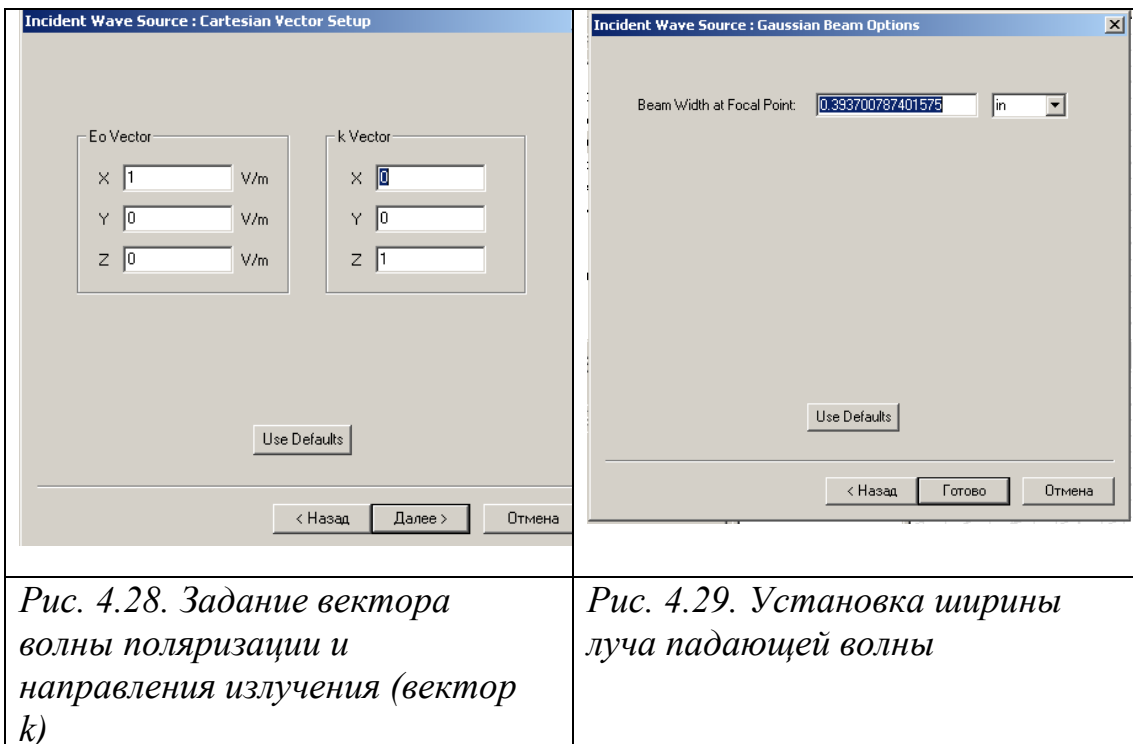 Incident Wave Source : Cartesian Vector Setup
Eo Vector
k Vector
X 1 V/m
X 0
Y 0 V/m
Y 0
Z 0 V/m
Z 1
Use Defaults
< Назад
Далее >
Отмена
Incident Wave Source : Gaussian Beam Options
Beam Width at Focal Point: 0.393700787401575 in
Use Defaults
< Назад
Готово
Отмена
Рис. 4.28. Задание вектора
волны поляризации и
направления излучения (вектор
k)
Рис. 4.29. Установка ширины
луча падающей волны